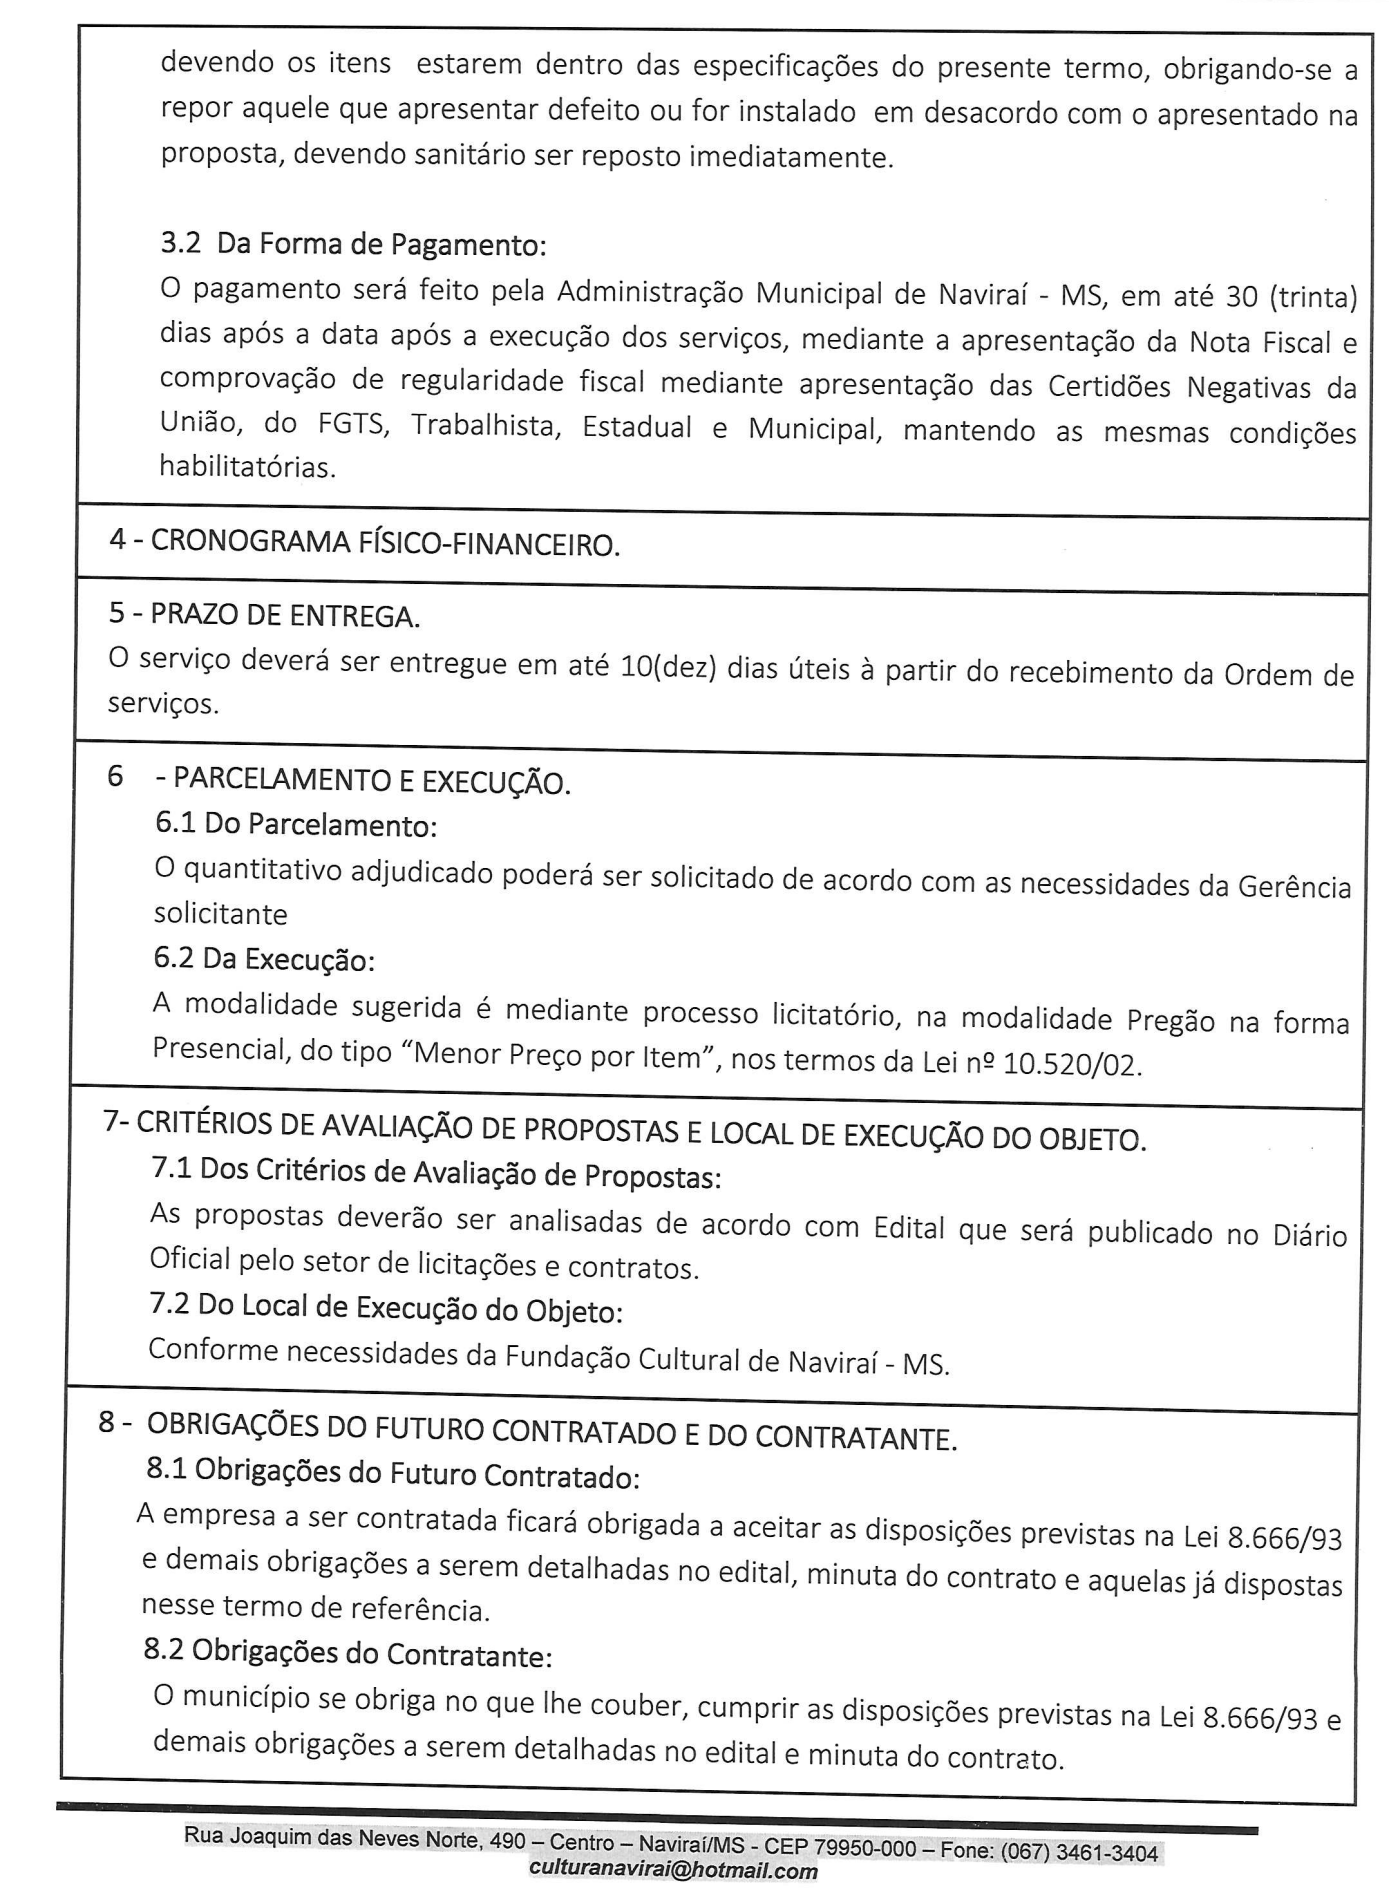 devendo os itens estarem dentro das especificações do presente termo, obrigando-se a
repor aquele que apresentar defeito ou for instalado em desacordo com o apresentado na
proposta, devendo sanitário ser reposto imediatamente.
3.2 Da Forma de Pagamento:
O pagamento será feito pela Administração Municipal de Naviraí - MS, em até 30 (trinta)
dias após a data após a execução dos serviços, mediante a apresentação da Nota Fiscal e
comprovação de regularidade fiscal mediante apresentação das Certidões Negativas da
União, do FGTS, Trabalhista, Estadual e Municipal, mantendo as mesmas condições
habilitatórias.
4 - CRONOGRAMA FÍSICO-FINANCEIRO.
5 - PRAZO DE ENTREGA.
O serviço deverá ser entregue em até 10(dez) dias úteis à partir do recebimento da Ordem de
serviços.
6 - PARCELAMENTO E EXECUÇÃO.
6.1 Do Parcelamento:
O quantitativo adjudicado poderá ser solicitado de acordo com as necessidades da Gerência
solicitante
6.2 Da Execução:
A modalidade sugerida é mediante processo licitatório, na modalidade Pregão na forma
Presencial, do tipo “Menor Preço por Item”, nos termos da Lei nº 10.520/02.
7- CRITÉRIOS DE AVALIAÇÃO DE PROPOSTAS E LOCAL DE EXECUÇÃO DO OBJETO.
7.1 Dos Critérios de Avaliação de Propostas:
As propostas deverão ser analisadas de acordo com Edital que será publicado no Diário
Oficial pelo setor de licitações e contratos.
7.2 Do Local de Execução do Objeto:
Conforme necessidades da Fundação Cultural de Naviraí - MS.
8 - OBRIGAÇÕES DO FUTURO CONTRATADO E DO CONTRATANTE.
8.1 Obrigações do Futuro Contratado:
A empresa a ser contratada ficará obrigada a aceitar as disposições previstas na Lei 8.666/93
e demais obrigações a serem detalhadas no edital, minuta do contrato e aquelas já dispostas
nesse termo de referência.
8.2 Obrigações do Contratante:
O município se obriga no que lhe couber, cumprir as disposições previstas na Lei 8.666/93 e
demais obrigações a serem detalhadas no edital e minuta do contrato.
Rua Joaquim das Neves Norte, 490 – Centro – Naviraí/MS - CEP 79950-000 – Fone: (067) 3461-3404
culturanavirai@hotmail.com